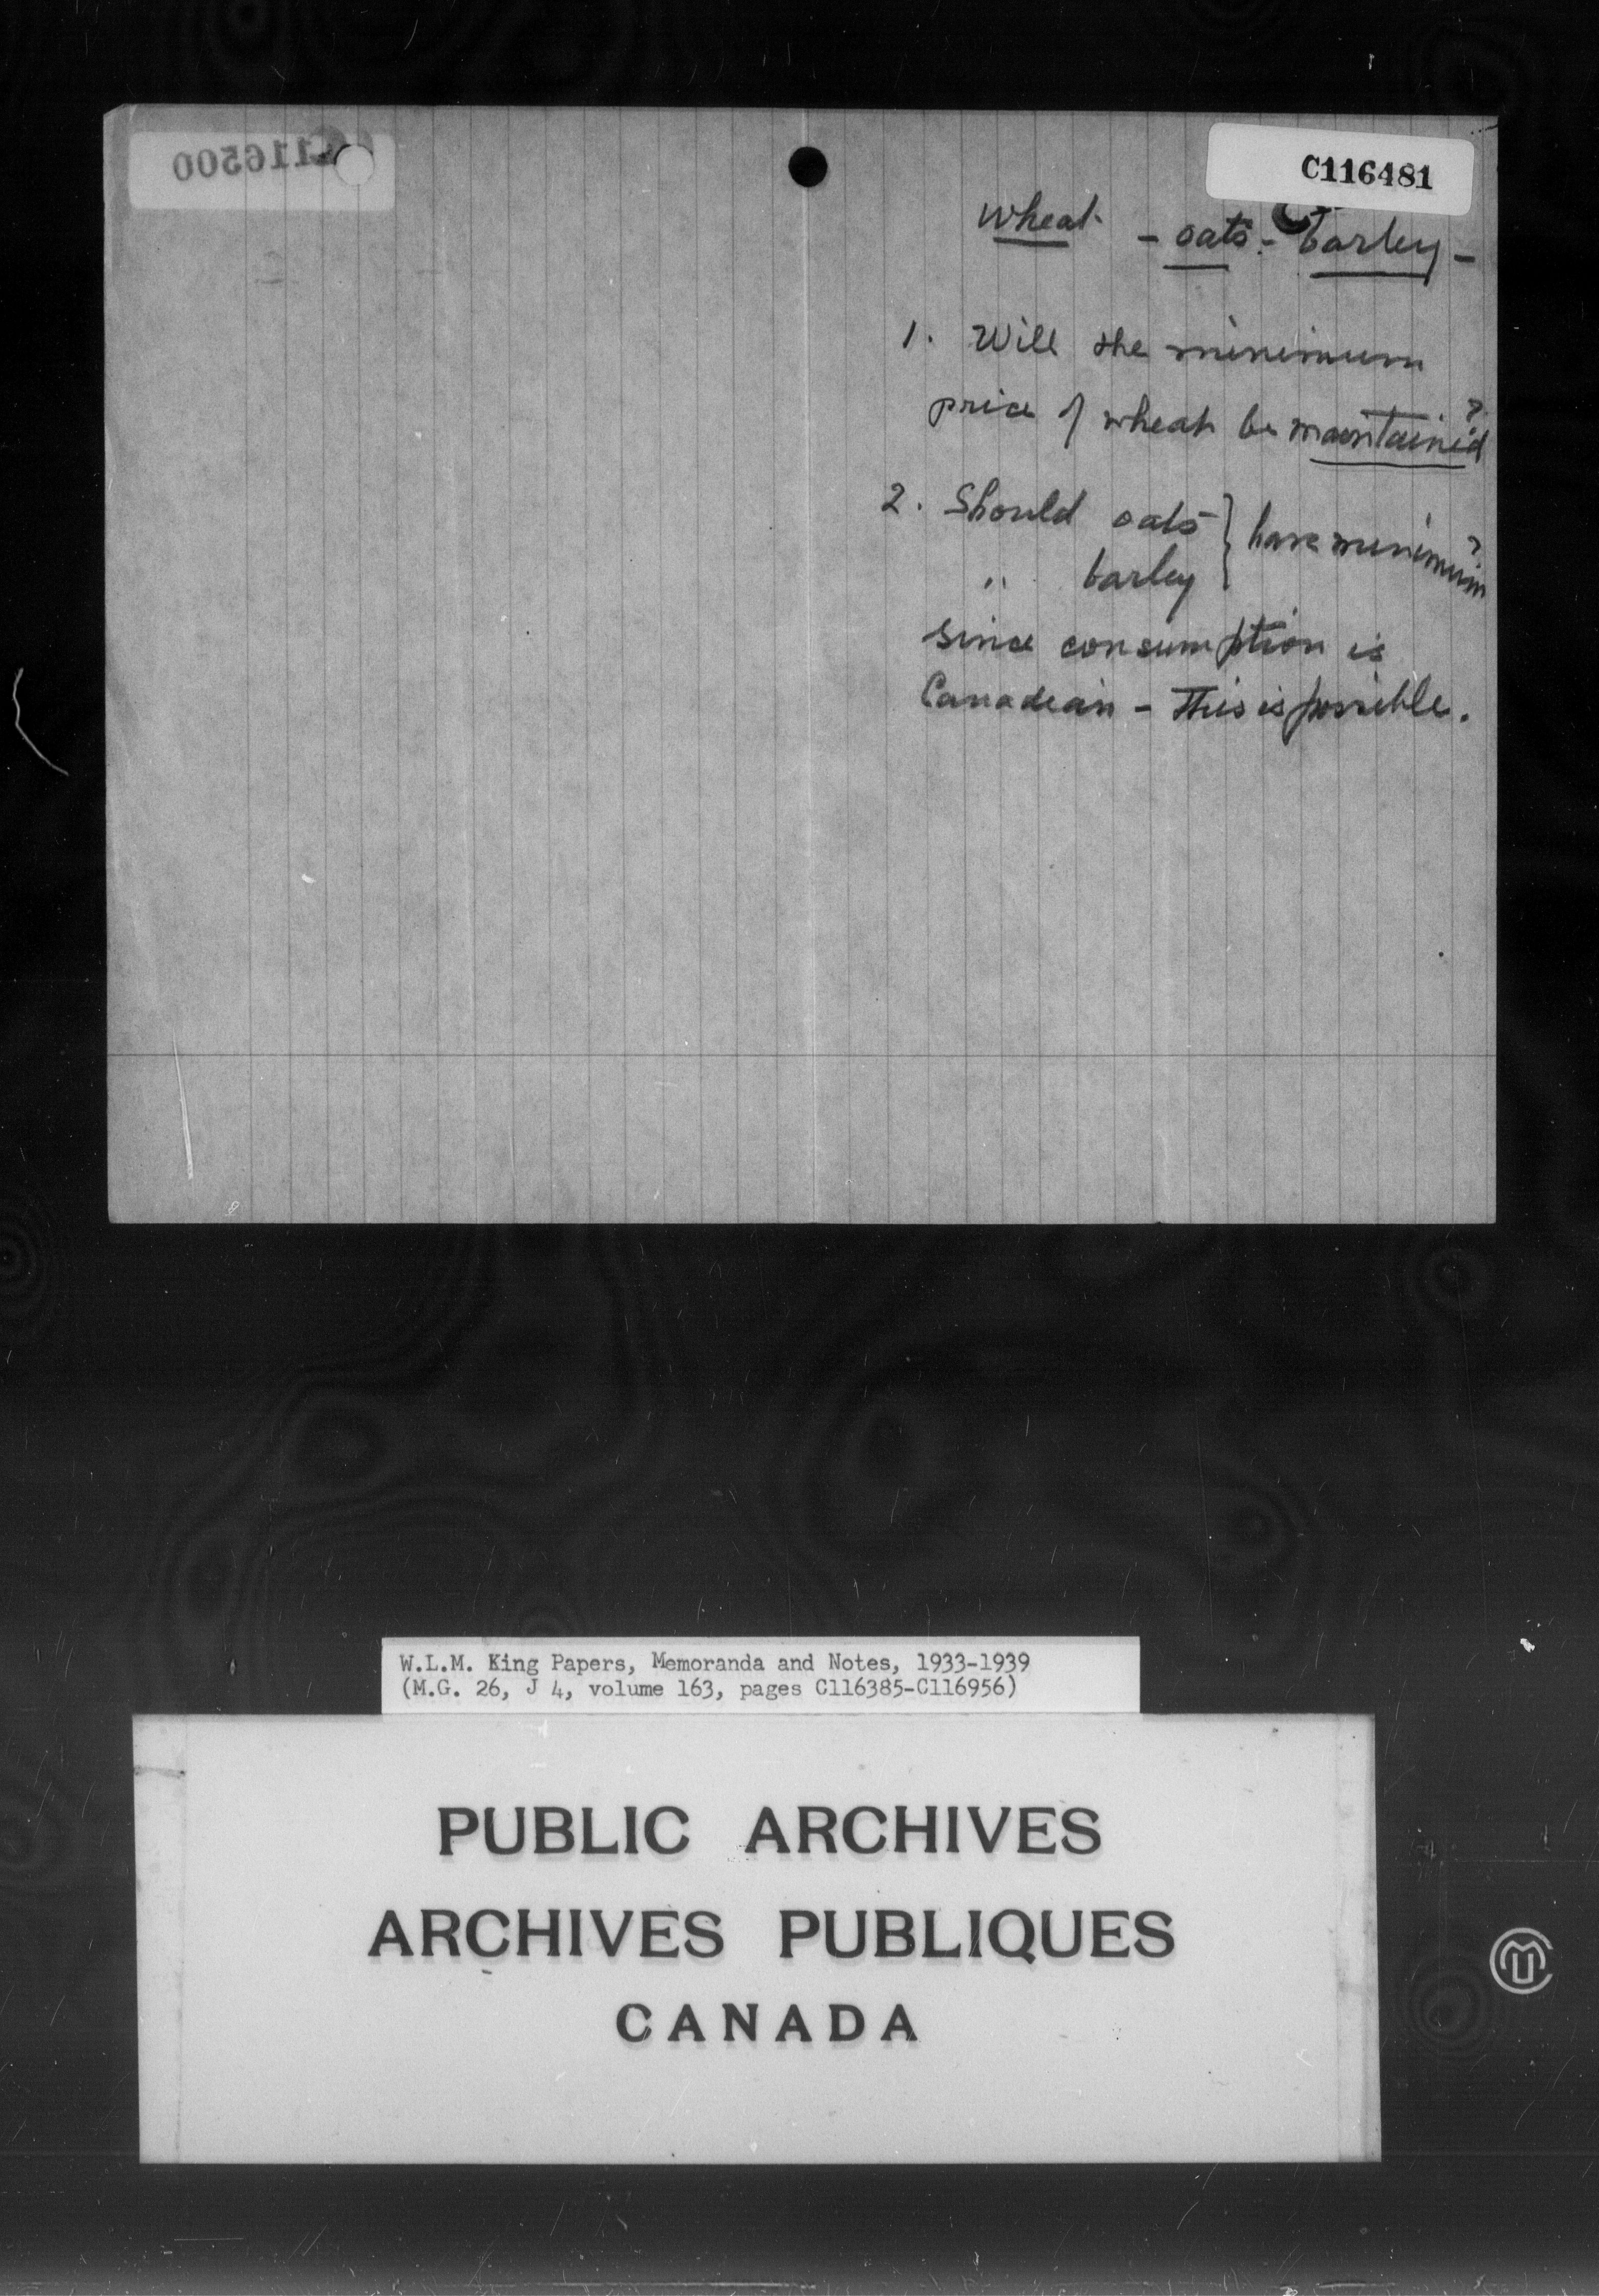 C116500
C116481
Wheat - oats - barley -
1. Will the minimum
price of wheat be maintained?
2. Should oats } have minimum?
" barley
since consumption is
Canadian - This is possible.
W.L.M. King Papers, Memoranda and Notes, 1933-1939
(M.G. 26, J 4, volume 163, pages C116385-C116956)
PUBLIC ARCHIVES
ARCHIVES PUBLIQUES
CANADA